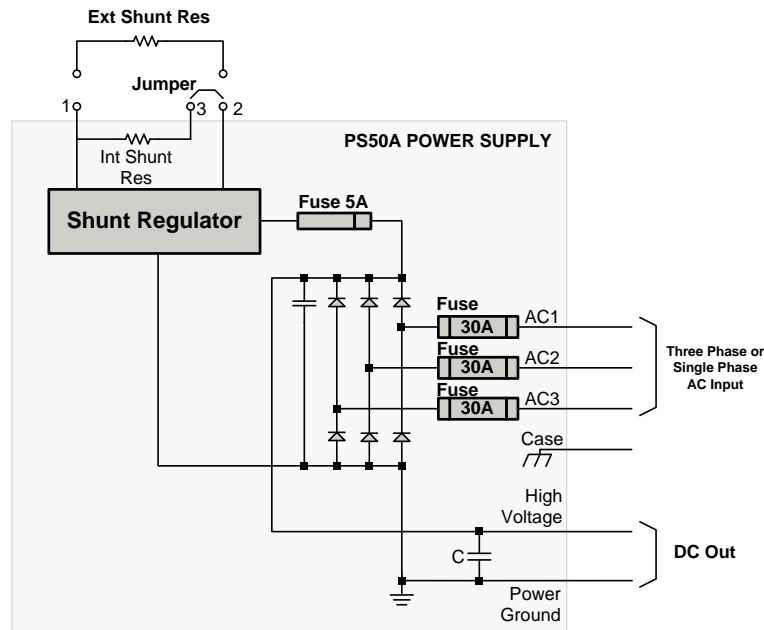 Ext Shunt Res
Jumper
1
3
2
Int Shunt
Res
PS50A POWER SUPPLY
Shunt Regulator
Fuse 5A
Fuse
30A
AC1
Fuse
30A
AC2
Fuse
30A
AC3
Three Phase or
Single Phase
AC Input
Case
High
Voltage
C
DC Out
Power
Ground